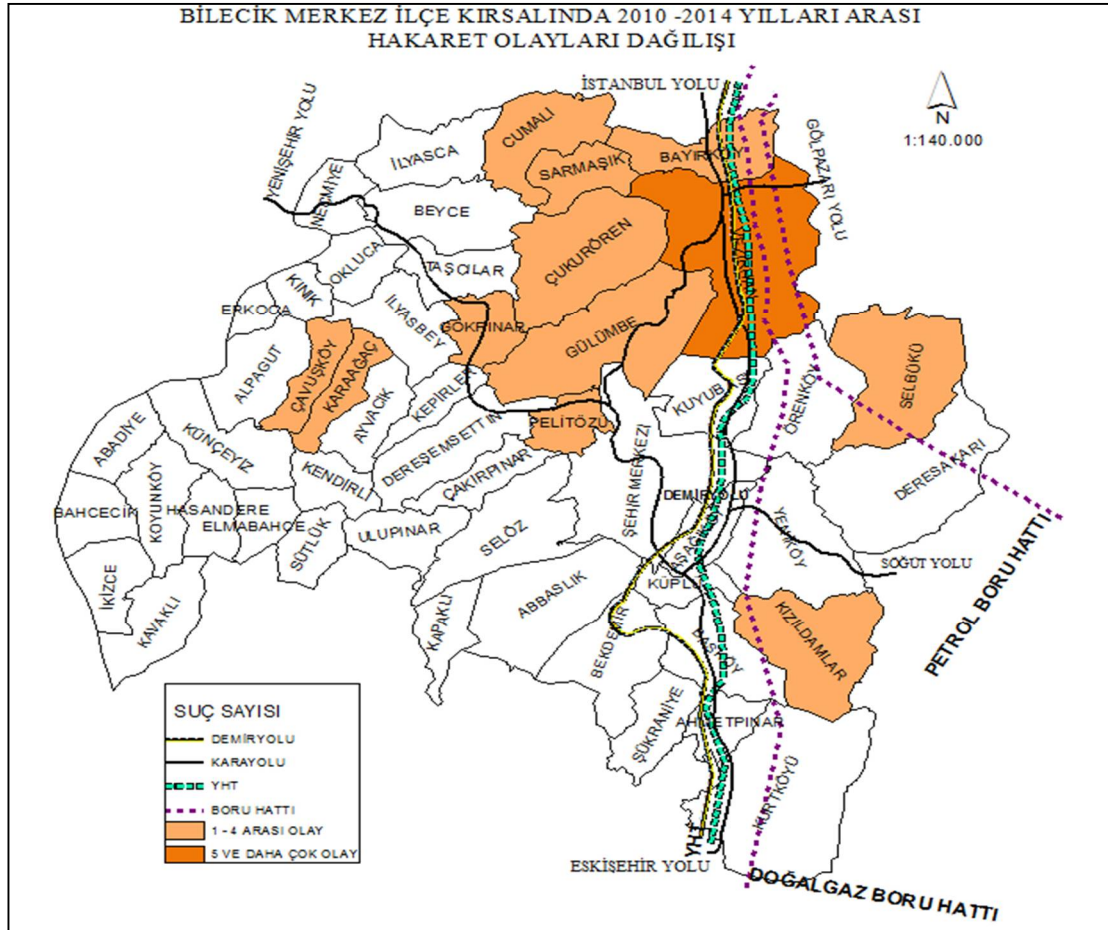 BİLECİK MERKEZ İLÇE KIRSALINDA 2010 -2014 YILLARI ARASI
HAKARET OLAYLARI DAĞILIŞI
İSTANBUL YOLU
N
1:140.000
YENİŞEHİR YOLU
GÖLPAZARI YOLU
CUMALI
İLYASCA
BAYIRKÖY
SARMAŞIK
NECMİYE
BEYCE
ÇUKURÖREN
OKLUCA
TAŞCILAR
KINIK
ERKOCA
İLYASBEY
GÖKPINAR
GÜLÜMBE
SELBÜKÜ
ALPAGUT
ÇAVUŞKÖY
KARAAĞAÇ
AYVACIK
KEPİRLER
KUYUBAŞI
ÖRENKÖY
PELİTÖZÜ
ABADİYE
KÜNÇEYİZ
DEREŞEMSETTİN
ÇAKIRPINAR
ŞEHİR MERKEZİ
DERESAKARI
KENDİRLİ
DEMİRYOLU
BAHCECİK
KOYUNKÖY
HASANDERE
ELMABAHCE
SÜTLÜK
ULUPINAR
SELÖZ
YENİKÖY
SÖĞÜT YOLU
İKİZCE
KAVAKLI
KAPAKLI
ABBASLIK
KÜPLÜ
BEKDEMİR
BAŞKÖY
KIZILDAMLAR
PETROL BORU HATTI
ŞÜKRANİYE
AHMETPINAR
KURTKÖYÜ
SUÇ SAYISI
DEMİRYOLU
KARAYOLU
YHT
BORU HATTI
1 - 4 ARASI OLAY
5 VE DAHA ÇOK OLAY
YHT
ESKİŞEHİR YOLU
DOĞALGAZ BORU HATTI